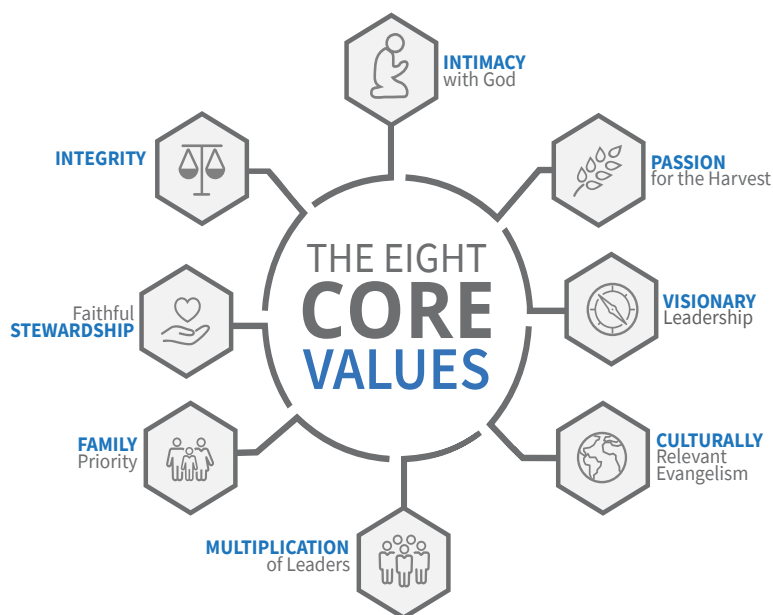 THE EIGHT
CORE
VALUES
INTIMACY
with God
PASSION
for the Harvest
VISIONARY
Leadership
CULTURALLY
Relevant
Evangelism
MULTIPLICATION
of Leaders
FAMILY
Priority
Faithful
STEWARDSHIP
INTEGRITY